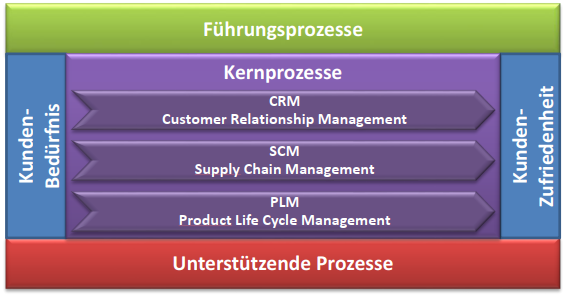 Führungsprozesse
Kunden-
Bedürfnis
Kernprozesse
CRM
Customer Relationship Management
SCM
Supply Chain Management
PLM
Product Life Cycle Management
Kunden-
Zufriedenheit
Unterstützende Prozesse